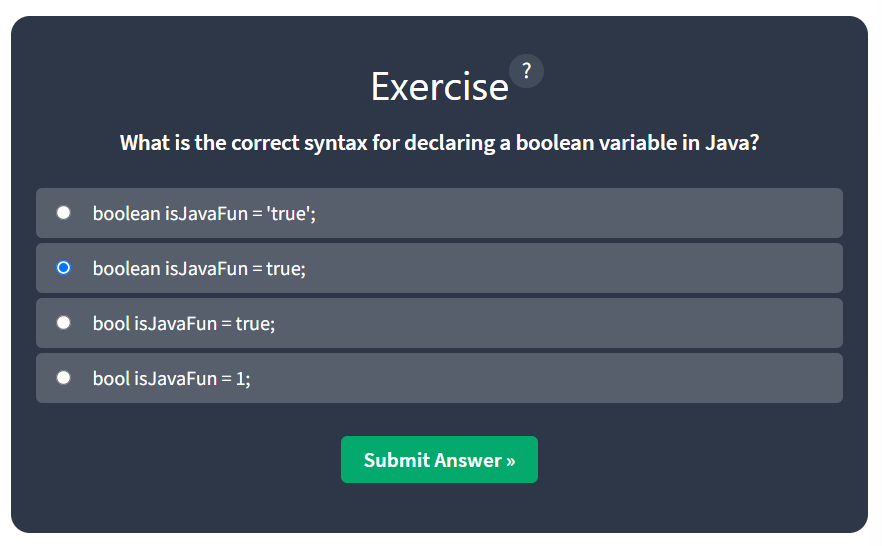 Exercise
?
What is the correct syntax for declaring a boolean variable in Java?
boolean isJavaFun = 'true';
boolean isJavaFun = true;
bool isJavaFun = true;
bool isJavaFun = 1;
Submit Answer »